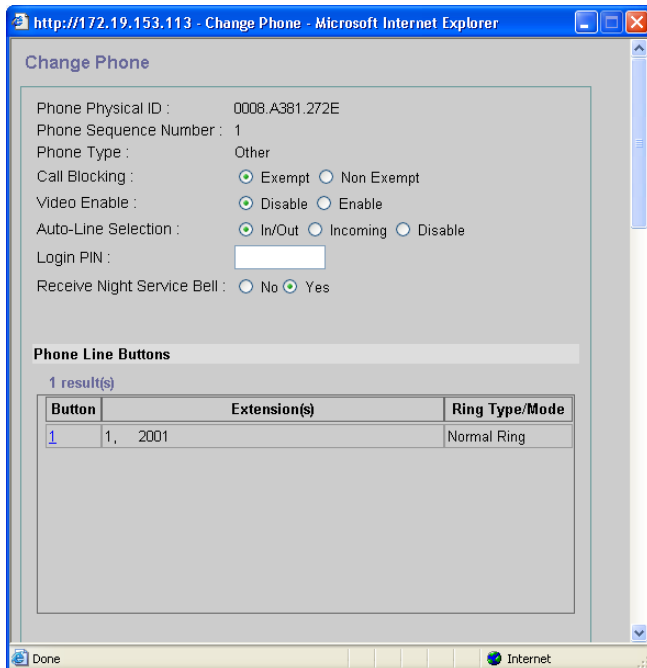 http://172.19.153.113 - Change Phone - Microsoft Internet Explorer
Change Phone
Phone Physical ID : 0008.A381.272E
Phone Sequence Number : 1
Phone Type : Other
Call Blocking : Exempt Non Exempt
Video Enable : Disable Enable
Auto-Line Selection : In/Out Incoming Disable
Login PIN :
Receive Night Service Bell : No Yes
Phone Line Buttons
1 result(s)
Button Extension(s) Ring Type/Mode
1 1, 2001 Normal Ring
Done Internet